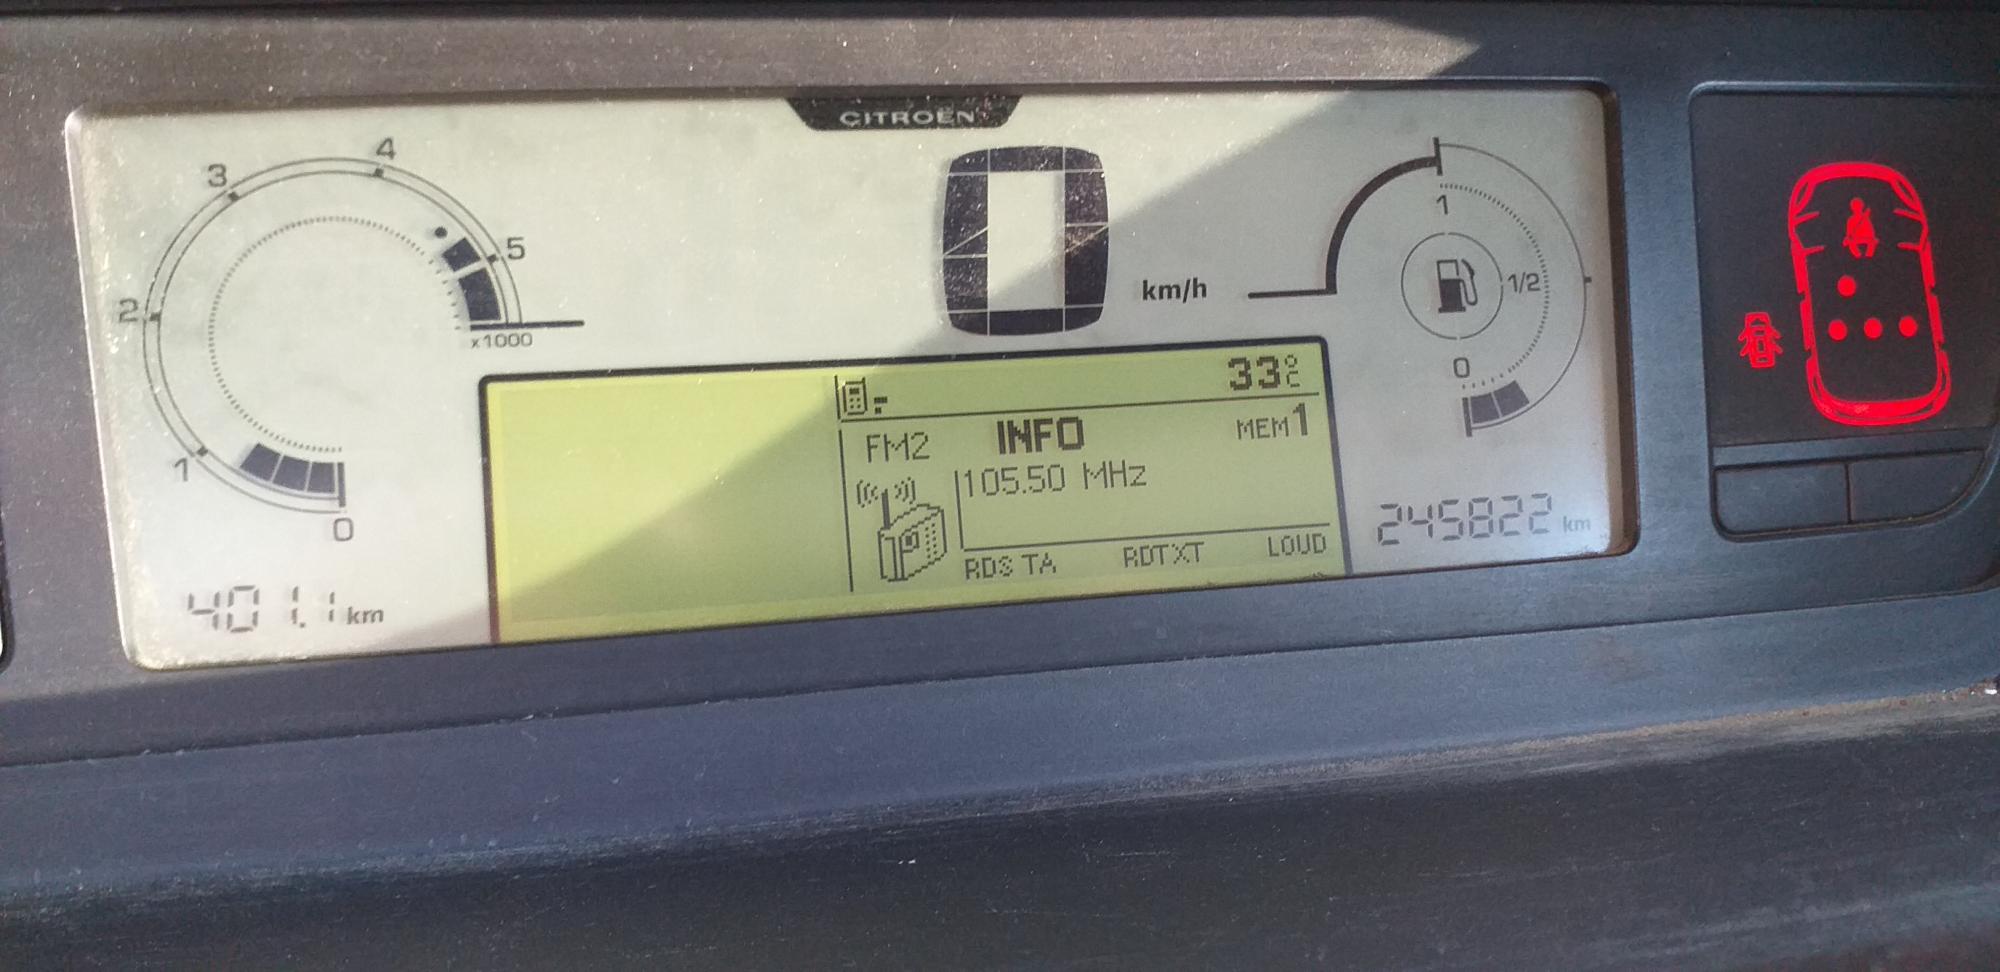 CITROËN
4
3
5
2
x1000
1
0
401.1 km
0 km/h
1
1/2
0
33°C
FM2 INFO MEM1
105.50 MHz
RDS TA RDTXT LOUD
245822 km